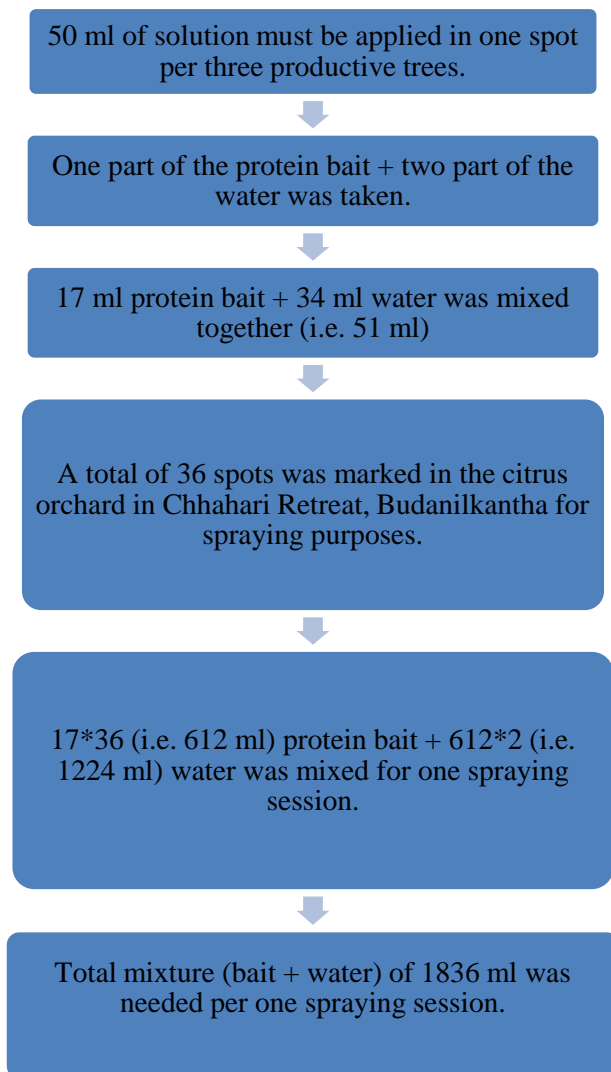 50 ml of solution must be applied in one spot
per three productive trees.
One part of the protein bait + two part of the
water was taken.
17 ml protein bait + 34 ml water was mixed
together (i.e. 51 ml)
A total of 36 spots was marked in the citrus
orchard in Chhahari Retreat, Budanilkantha for
spraying purposes.
17*36 (i.e. 612 ml) protein bait + 612*2 (i.e.
1224 ml) water was mixed for one spraying
session.
Total mixture (bait + water) of 1836 ml was
needed per one spraying session.